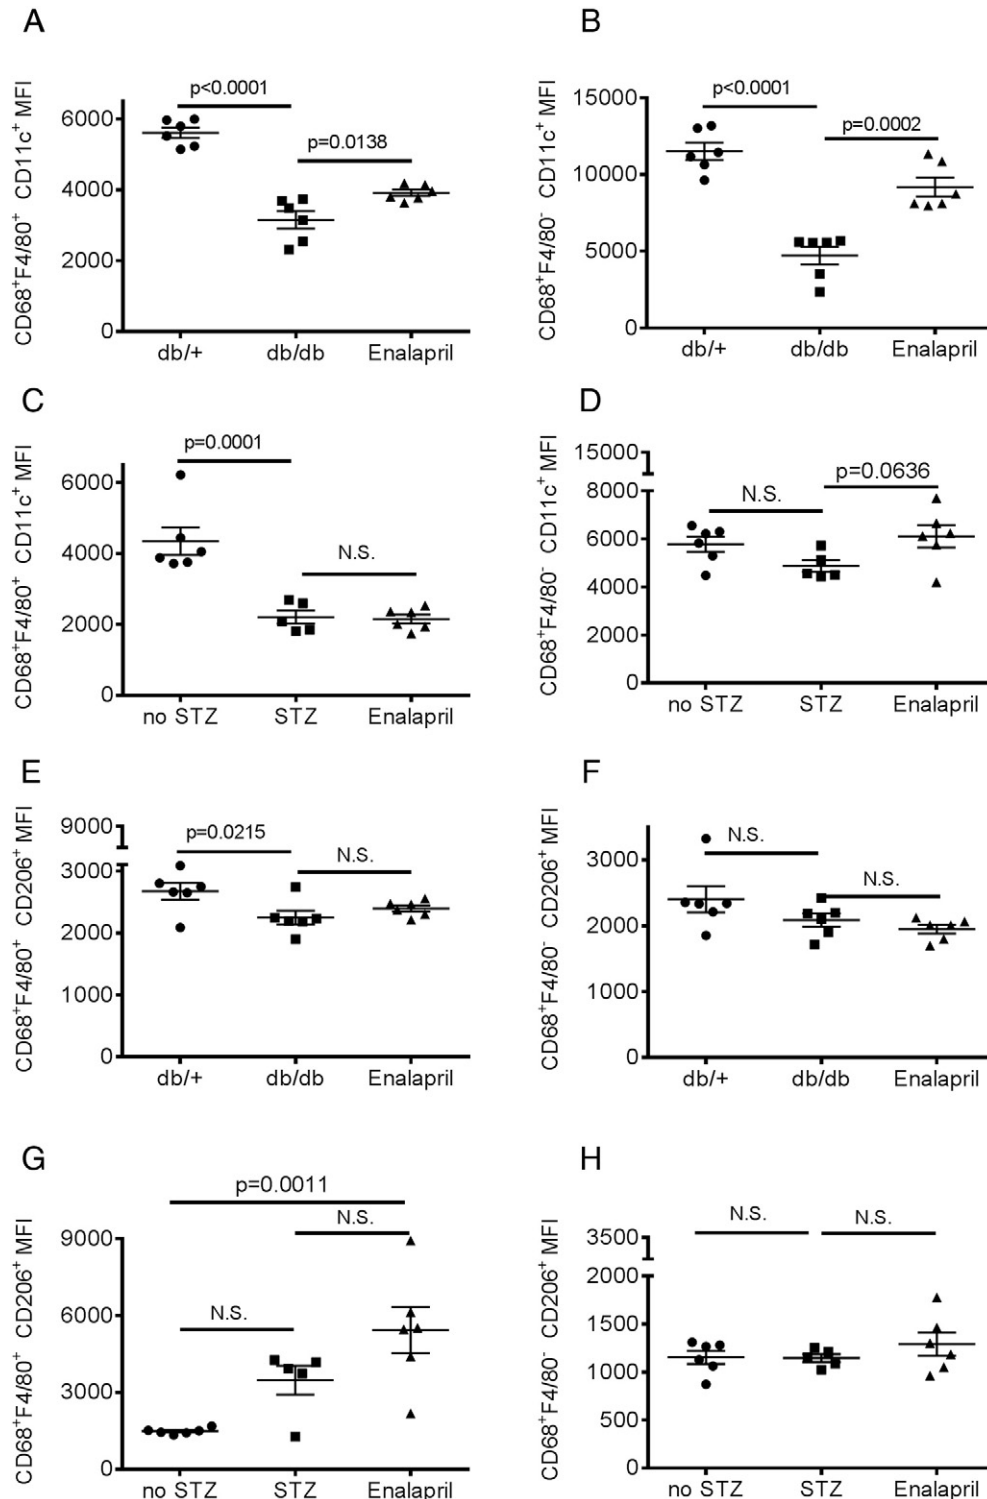 A
CD68⁺F4/80⁺ CD11c⁺ MFI
p<0.0001
p=0.0138
6000
4000
2000
0
db/+ db/db Enalapril
B
CD68⁺F4/80⁻ CD11c⁺ MFI
p<0.0001
p=0.0002
15000
10000
5000
0
db/+ db/db Enalapril
C
CD68⁺F4/80⁺ CD11c⁺ MFI
p=0.0001
N.S.
6000
4000
2000
0
no STZ STZ Enalapril
D
CD68⁺F4/80⁻ CD11c⁺ MFI
N.S.
p=0.0636
15000
8000
6000
4000
2000
0
no STZ STZ Enalapril
E
CD68⁺F4/80⁺ CD206⁺ MFI
p=0.0215
N.S.
9000
3000
2000
1000
0
db/+ db/db Enalapril
F
CD68⁺F4/80⁻ CD206⁺ MFI
N.S.
N.S.
3000
2000
1000
0
db/+ db/db Enalapril
G
CD68⁺F4/80⁺ CD206⁺ MFI
p=0.0011
N.S.
N.S.
9000
6000
3000
0
no STZ STZ Enalapril
H
CD68⁺F4/80⁻ CD206⁺ MFI
N.S.
N.S.
3500
2000
1500
1000
500
0
no STZ STZ Enalapril